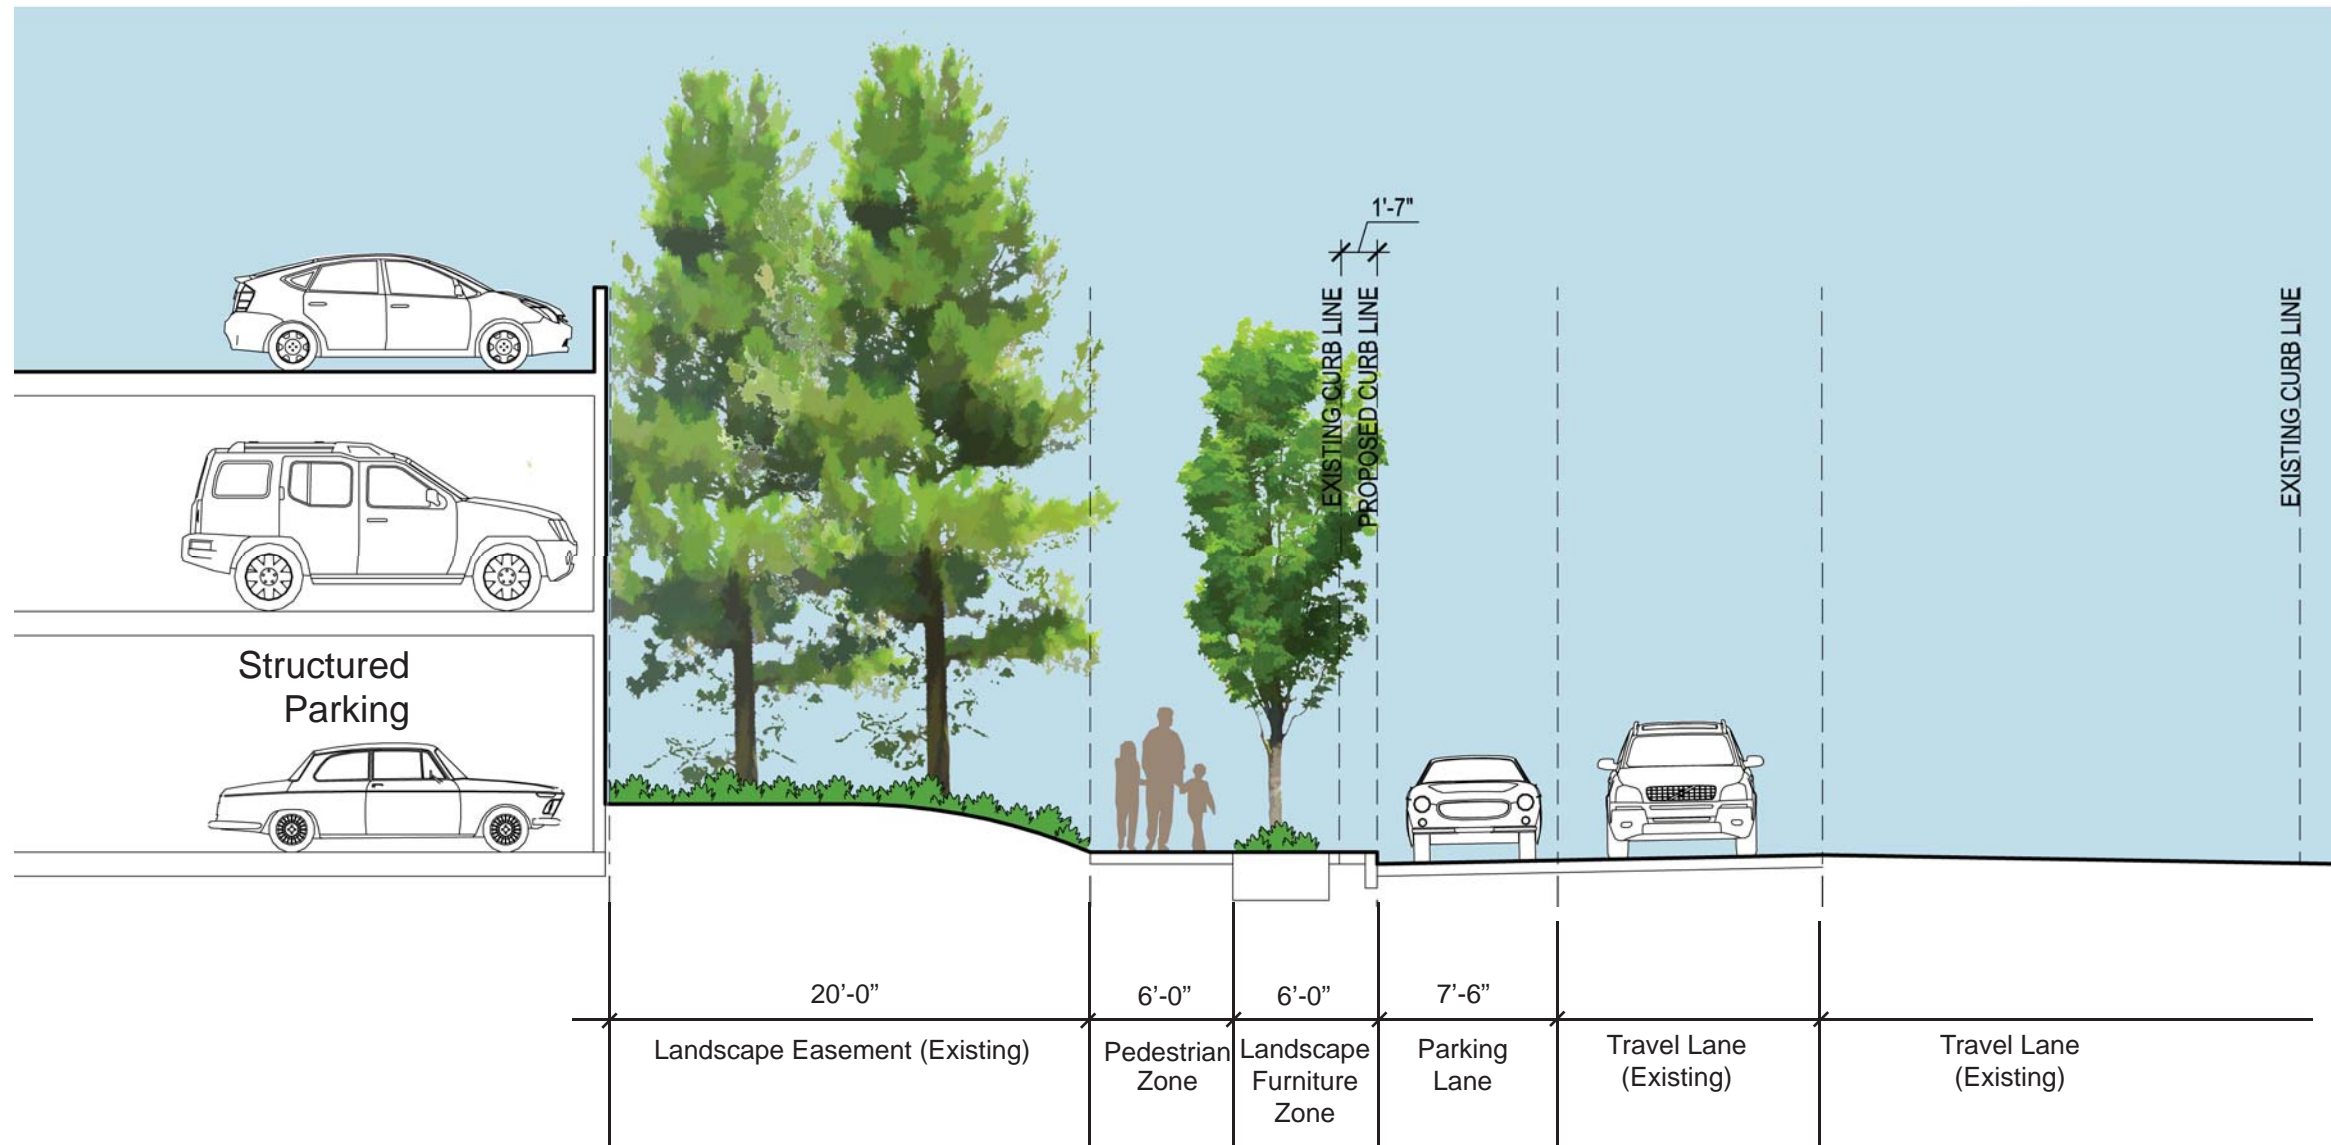 1'-7"
EXISTING CURB LINE
PROPOSED CURB LINE
EXISTING CURB LINE
Structured
Parking
20’-0”
6’-0”
6’-0”
7’-6”
Landscape Easement (Existing)
Pedestrian
Zone
Landscape
Furniture
Zone
Parking
Lane
Travel Lane
(Existing)
Travel Lane
(Existing)